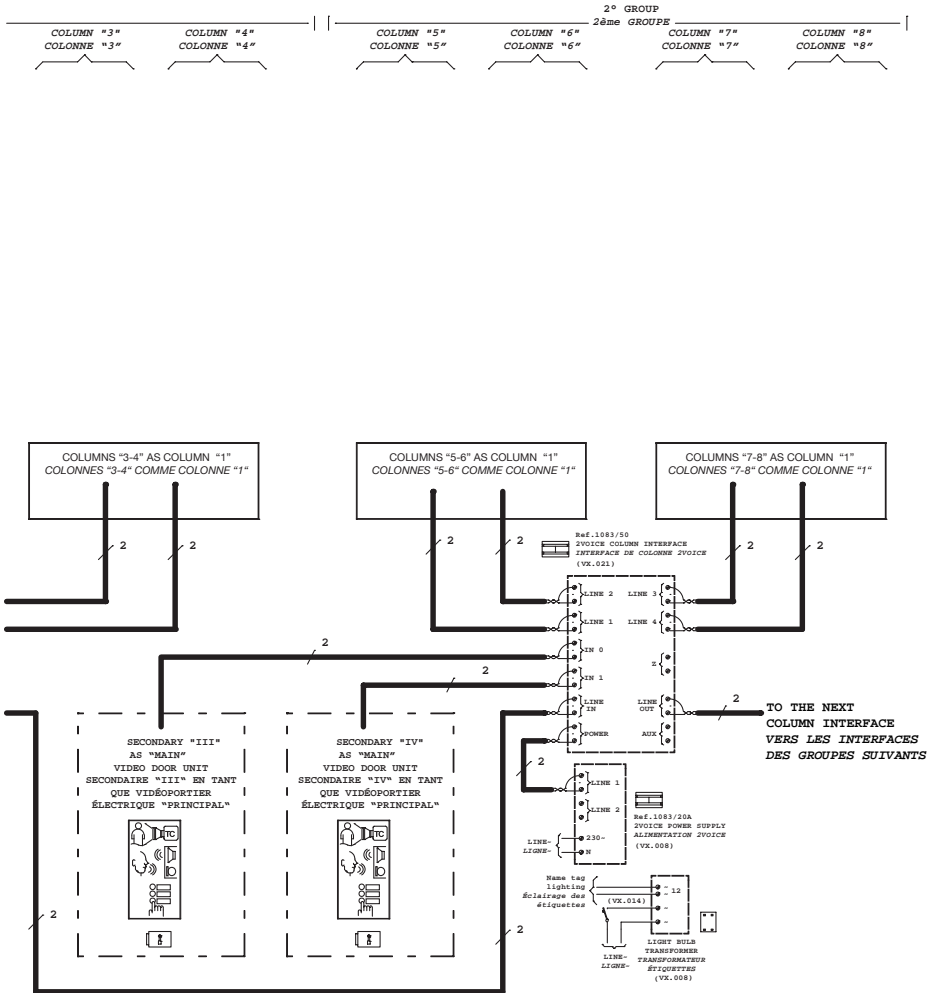 2° GROUP
2ème GROUPE
COLUMN "3"
COLONNE "3"
COLUMN "4"
COLONNE "4"
COLUMN "5"
COLONNE "5"
COLUMN "6"
COLONNE "6"
COLUMN "7"
COLONNE "7"
COLUMN "8"
COLONNE "8"
COLUMNS “3-4” AS COLUMN “1”
COLONNES “3-4“ COMME COLONNE “1“
COLUMNS “5-6” AS COLUMN “1”
COLONNES “5-6“ COMME COLONNE “1“
COLUMNS “7-8” AS COLUMN “1”
COLONNES “7-8“ COMME COLONNE “1“
2
2
2
2
2
2
Ref.1083/50
2VOICE COLUMN INTERFACE
INTERFACE DE COLONNE 2VOICE
(VX.021)
LINE 2
LINE 3
LINE 1
LINE 4
2
IN 0
Z
2
IN 1
LINE
IN
LINE
OUT
2
POWER
AUX
2
TO THE NEXT
COLUMN INTERFACE
VERS LES INTERFACES
DES GROUPES SUIVANTS
SECONDARY "III"
AS “MAIN”
VIDEO DOOR UNIT
SECONDAIRE “III“ EN TANT
QUE VIDÉOPORTIER
ÉLECTRIQUE “PRINCIPAL“
TC
SECONDARY "IV"
AS “MAIN”
VIDEO DOOR UNIT
SECONDAIRE “IV“ EN TANT
QUE VIDÉOPORTIER
ÉLECTRIQUE “PRINCIPAL“
TC
LINE 1
LINE 2
230~
N
LINE~
LIGNE~
Ref.1083/20A
2VOICE POWER SUPPLY
ALIMENTATION 2VOICE
(VX.008)
Name tag
lighting
Éclairage des
étiquettes
(VX.014)
~
12
~
~
~
LINE~
LIGNE~
LIGHT BULB
TRANSFORMER
TRANSFORMATEUR
ÉTIQUETTES
(VX.008)
2
2